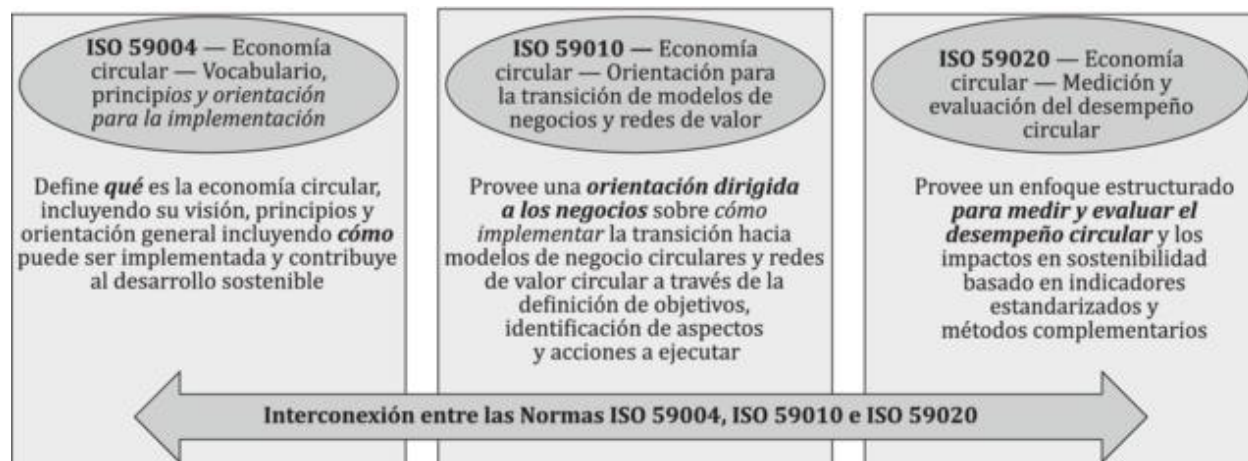 ISO 59004 — Economía
circular — Vocabulario,
principios y orientación
para la implementación
Define qué es la economía circular,
incluyendo su visión, principios y
orientación general incluyendo cómo
puede ser implementada y contribuye
al desarrollo sostenible
ISO 59010 — Economía
circular — Orientación para
la transición de modelos de
negocios y redes de valor
Provee una orientación dirigida
a los negocios sobre cómo
implementar la transición hacia
modelos de negocio circulares y redes
de valor circular a través de la
definición de objetivos,
identificación de aspectos
y acciones a ejecutar
ISO 59020 — Economía
circular — Medición y
evaluación del desempeño
circular
Provee un enfoque estructurado
para medir y evaluar el
desempeño circular y los
impactos en sostenibilidad
basado en indicadores
estandarizados y
métodos complementarios
Interconexión entre las Normas ISO 59004, ISO 59010 e ISO 59020